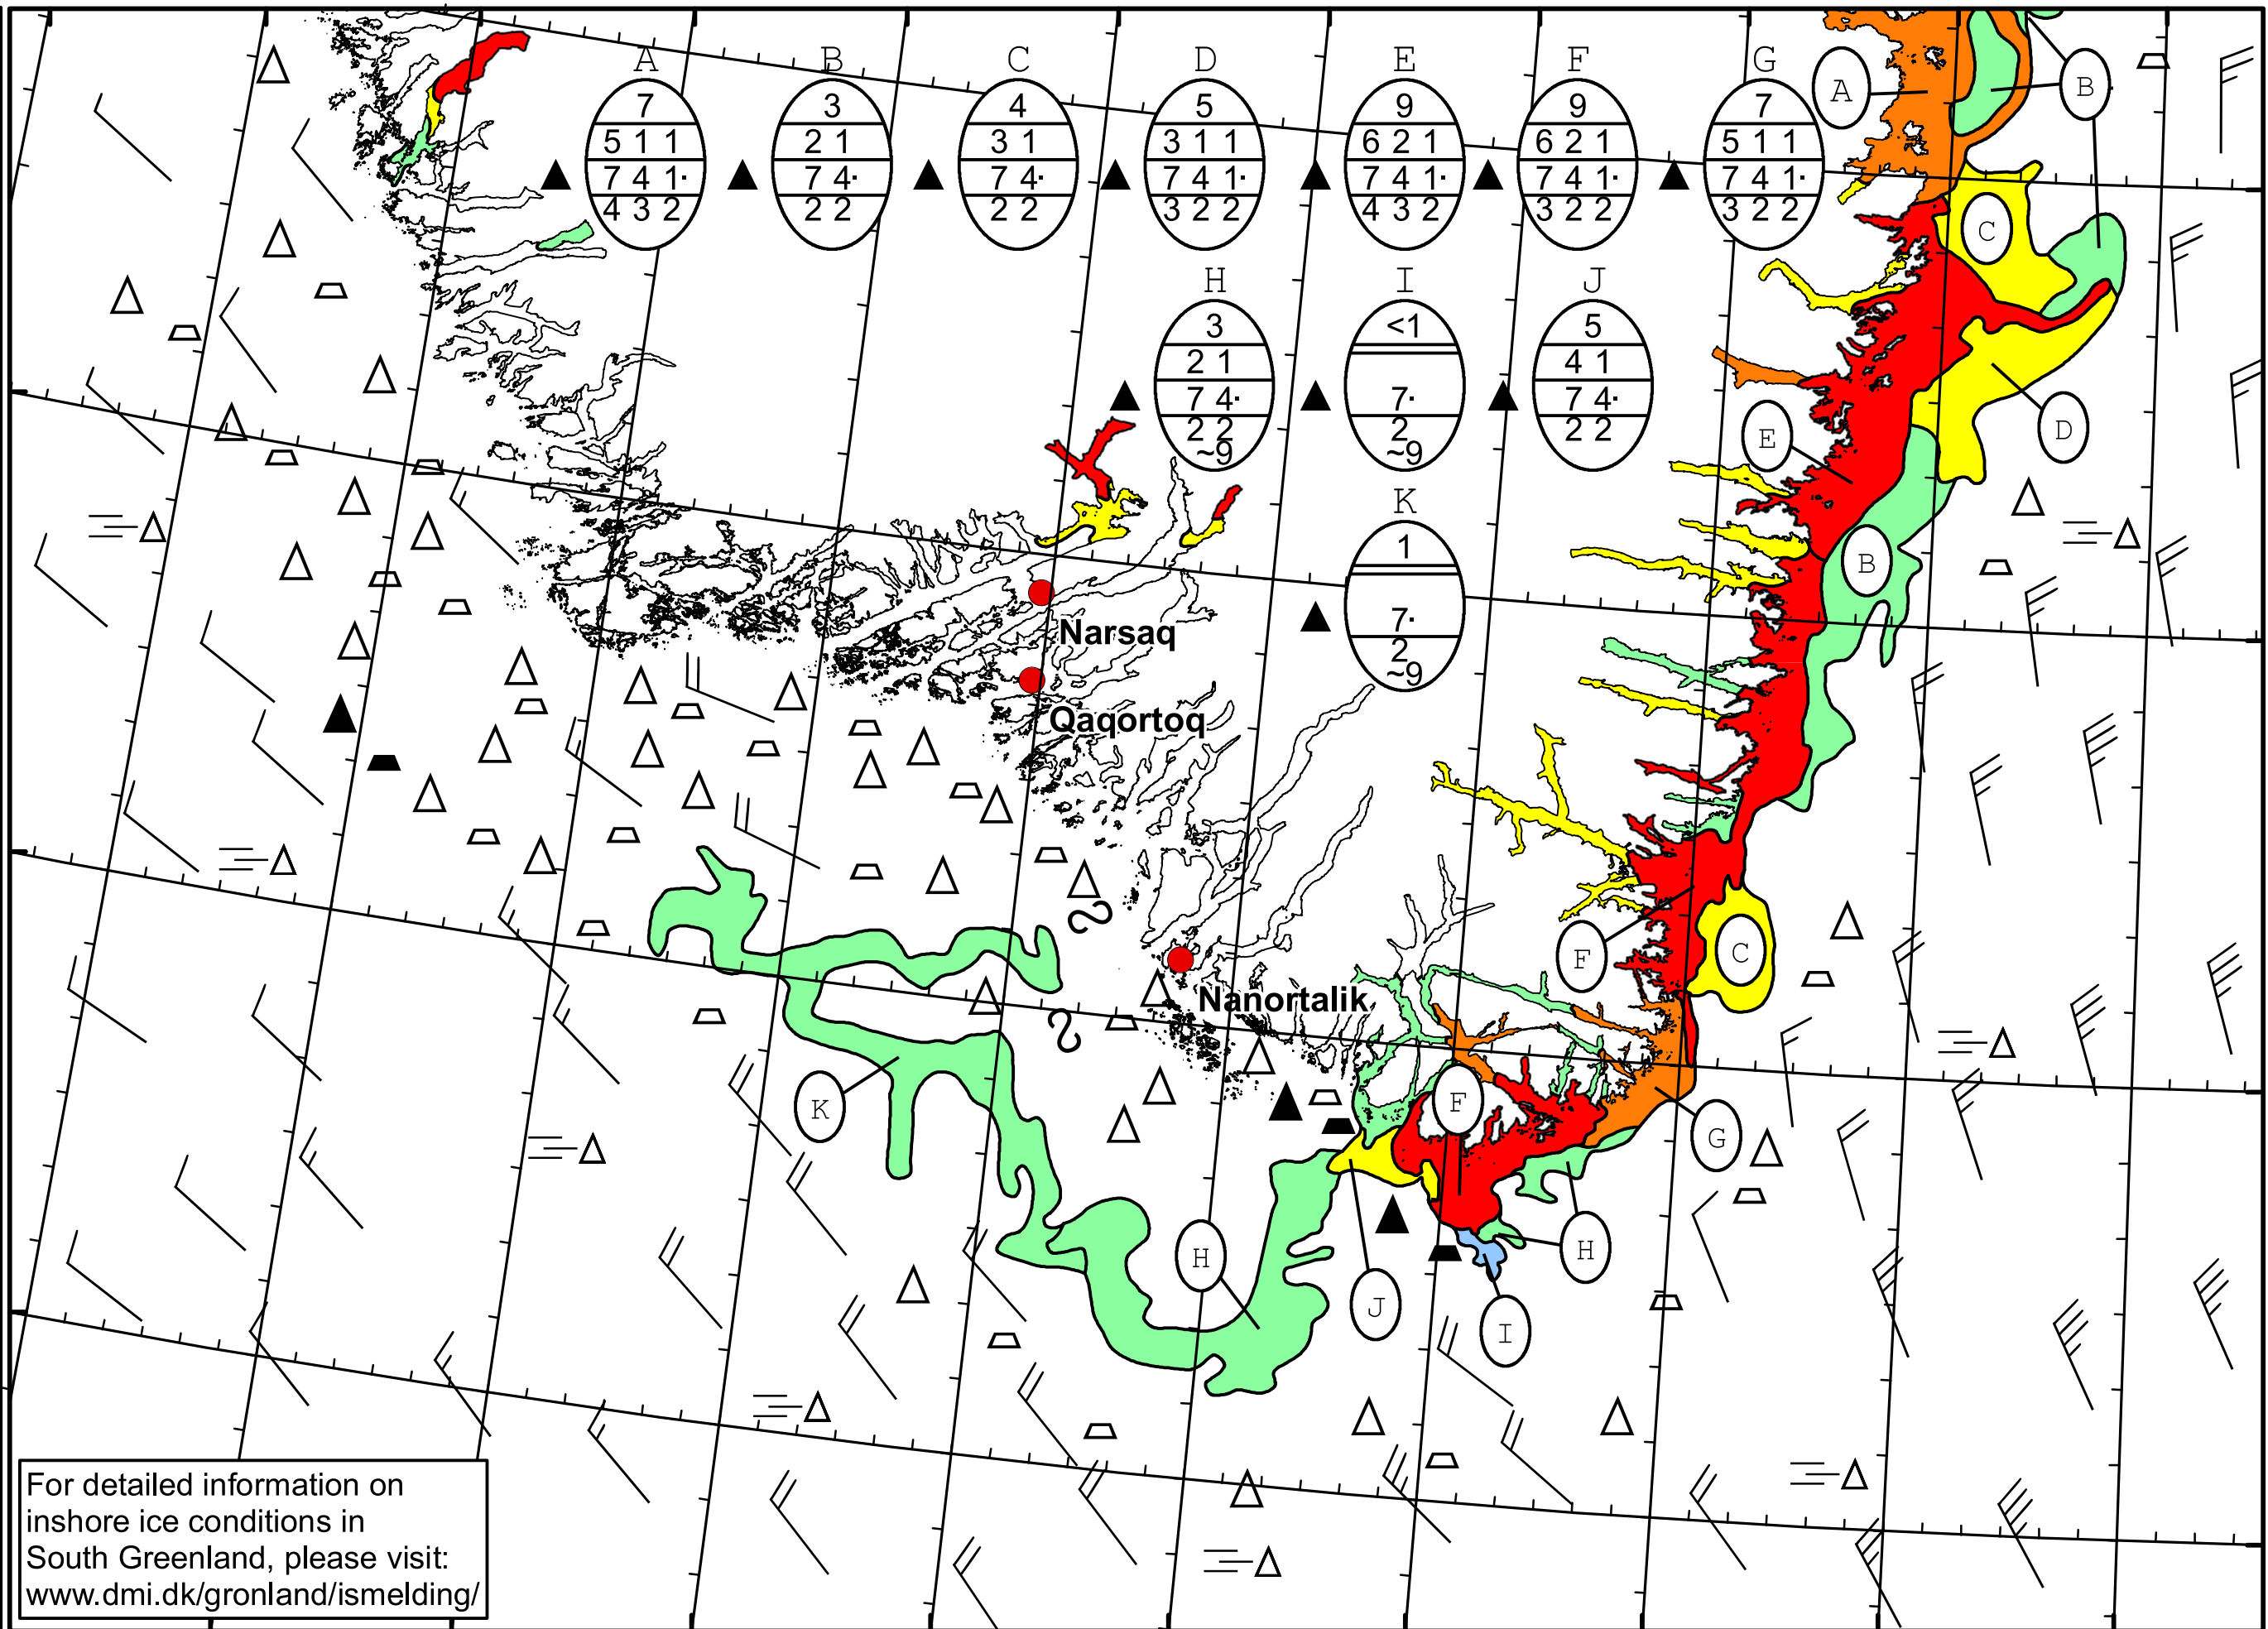 A B C D E F G
7 3 4 5 9 9 7
5 1 1 2 1 3 1 3 1 1 6 2 1 6 2 1 5 1 1
7 4 1· 7 4· 7 4· 7 4 1· 7 4 1· 7 4 1· 7 4 1·
4 3 2 2 2 2 2 3 2 2 4 3 2 3 2 2 3 2 2
A
B
C
H I J
3 <1 5
2 1 4 1
7 4· 7· 7 4·
2 2 2 2 2
~9 ~9
E
D
K
1
7·
2
~9
B
Narsaq
Qaqortoq
F
C
Nanortalik
K
F
G
H
H
J
I
For detailed information on
inshore ice conditions in
South Greenland, please visit:
www.dmi.dk/gronland/ismelding/